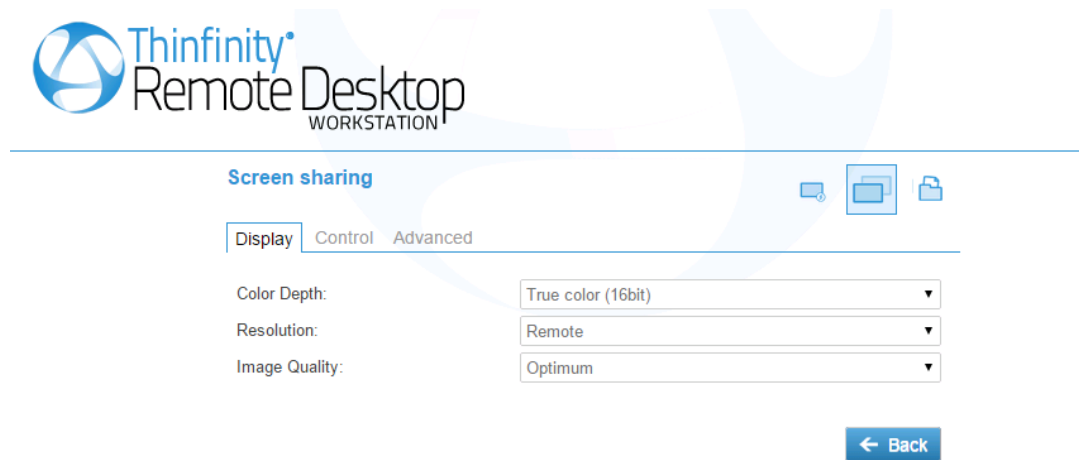 Thinfinity®
Remote Desktop
WORKSTATION
Screen sharing
Display Control Advanced
Color Depth: True color (16bit)
Resolution: Remote
Image Quality: Optimum
Back